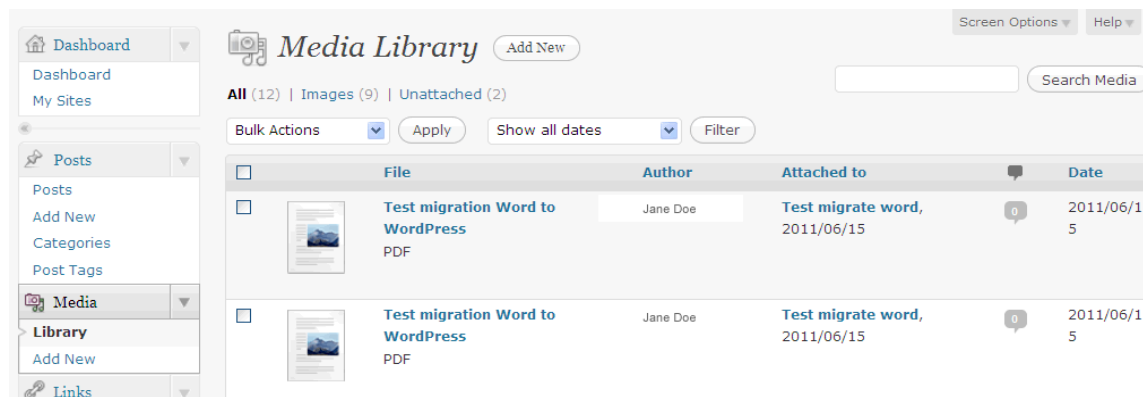 Screen Options Help
Dashboard
Dashboard
My Sites
Posts
Posts
Add New
Categories
Post Tags
Media
Library
Add New
Links
Media Library Add New
Search Media
All (12) | Images (9) | Unattached (2)
Bulk Actions Apply Show all dates Filter
File Author Attached to Date
Test migration Word to Jane Doe Test migrate word, 0 2011/06/1
WordPress 2011/06/15 5
PDF
Test migration Word to Jane Doe Test migrate word, 0 2011/06/1
WordPress 2011/06/15 5
PDF